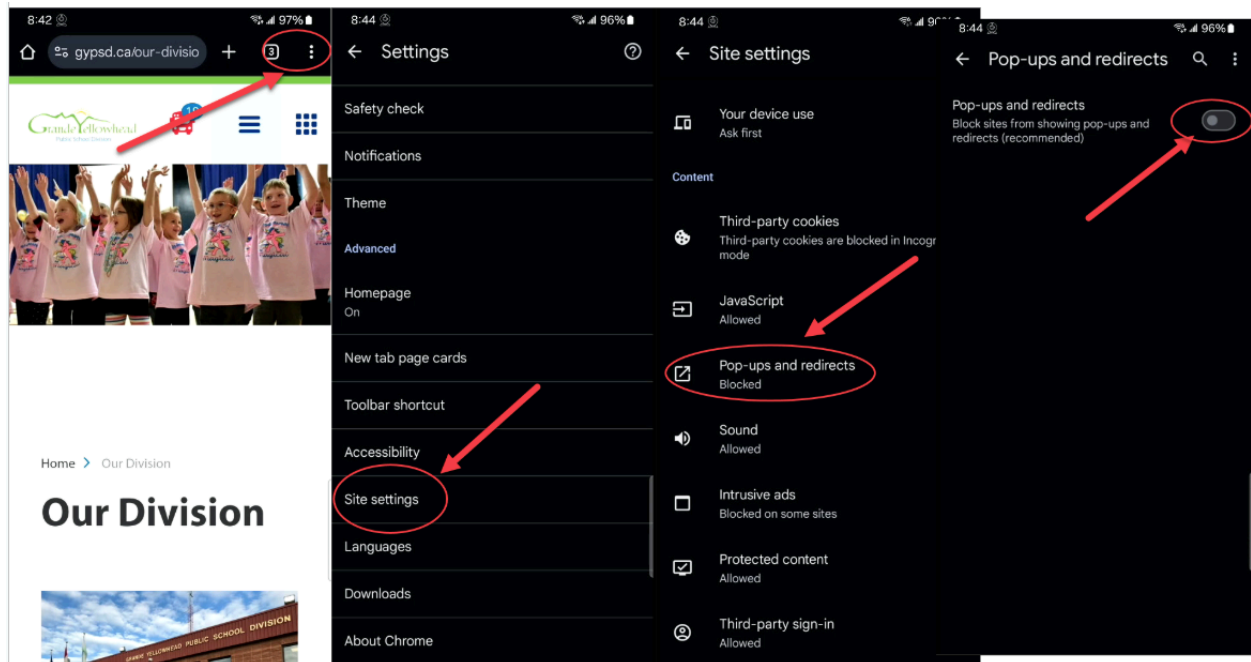 8:42
97%
gypsd.ca/our-divisio
3
18
Grande Yellowhead
Public School Division
Home > Our Division
Our Division
GRANDE YELLOWHEAD PUBLIC SCHOOL DIVISION
8:44
96%
Settings
Safety check
Notifications
Theme
Advanced
Homepage
On
New tab page cards
Toolbar shortcut
Accessibility
Site settings
Languages
Downloads
About Chrome
8:44
Site settings
Your device use
Ask first
Content
Third-party cookies
Third-party cookies are blocked in Incogr
mode
JavaScript
Allowed
Pop-ups and redirects
Blocked
Sound
Allowed
Intrusive ads
Blocked on some sites
Protected content
Allowed
Third-party sign-in
Allowed
8:44
96%
Pop-ups and redirects
Pop-ups and redirects
Block sites from showing pop-ups and
redirects (recommended)